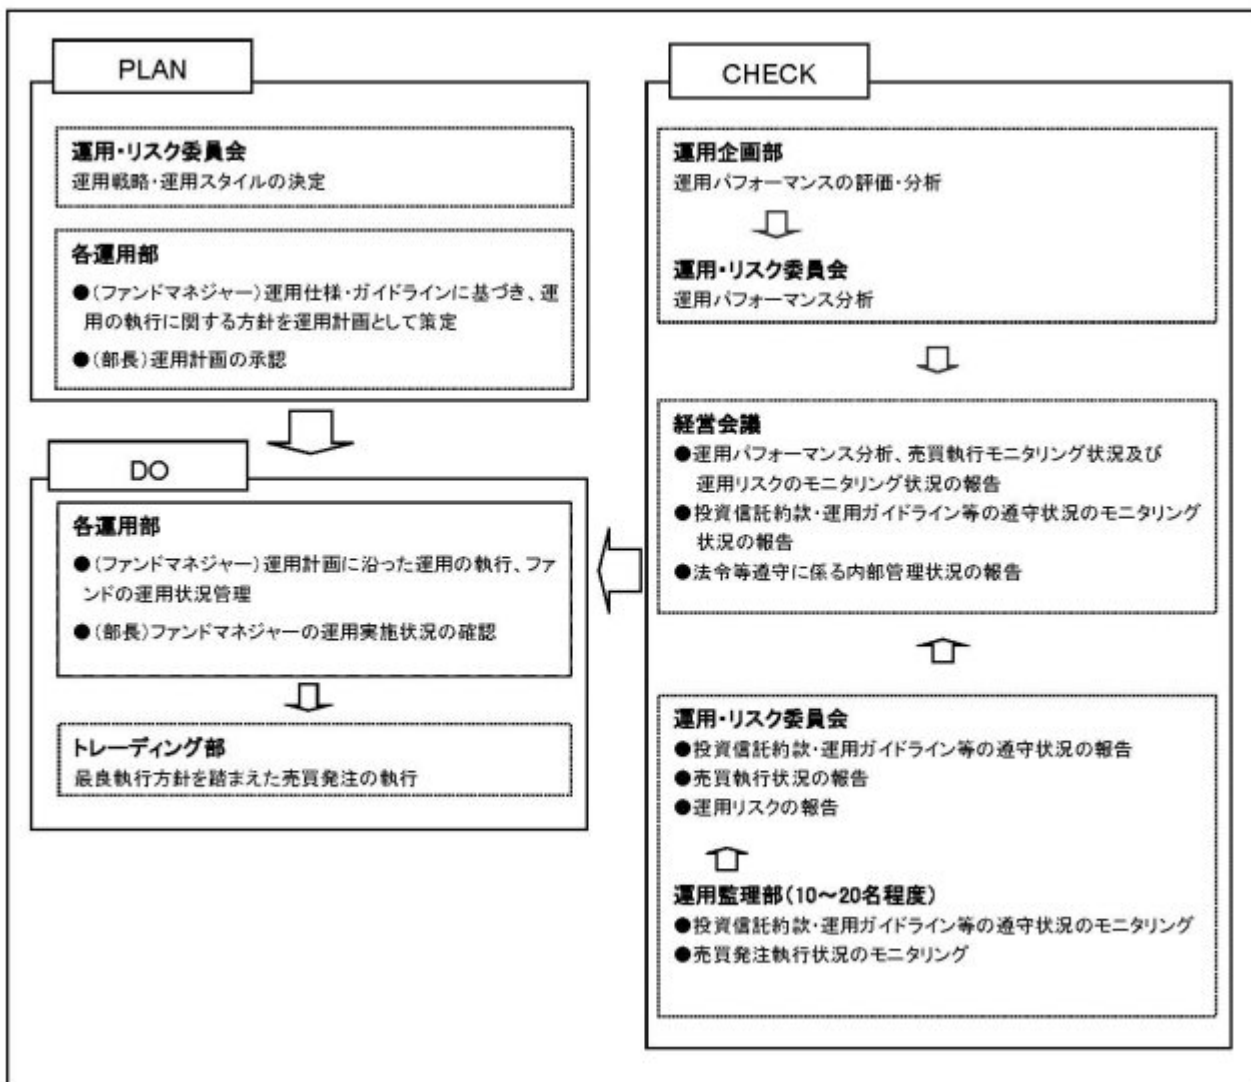 PLAN
運用・リスク委員会
運用戦略・運用スタイルの決定
各運用部
●(ファンドマネジャー)運用仕様・ガイドラインに基づき、運
用の執行に関する方針を運用計画として策定
●(部長)運用計画の承認
DO
各運用部
●(ファンドマネジャー)運用計画に沿った運用の執行、ファ
ンドの運用状況管理
●(部長)ファンドマネジャーの運用実施状況の確認
トレーディング部
最良執行方針を踏まえた売買発注の執行
CHECK
運用企画部
運用パフォーマンスの評価・分析
運用・リスク委員会
運用パフォーマンス分析
経営会議
●運用パフォーマンス分析、売買執行モニタリング状況及び
運用リスクのモニタリング状況の報告
●投資信託約款・運用ガイドライン等の遵守状況のモニタリング
状況の報告
●法令等遵守に係る内部管理状況の報告
運用・リスク委員会
●投資信託約款・運用ガイドライン等の遵守状況の報告
●売買執行状況の報告
●運用リスクの報告
運用監理部(10～20名程度)
●投資信託約款・運用ガイドライン等の遵守状況のモニタリング
●売買発注執行状況のモニタリング